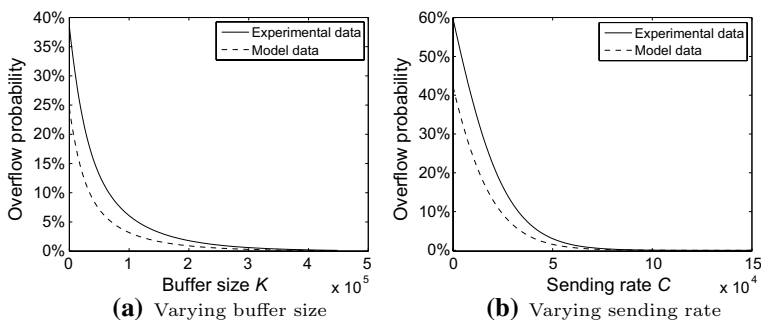 40%
35%
30%
25%
20%
15%
10%
5%
0%
Overflow probability
Experimental data
Model data
0 1 2 3 4 5
x 10^5
Buffer size K
(a) Varying buffer size
60%
50%
40%
30%
20%
10%
0%
Overflow probability
Experimental data
Model data
0 5 10 15
x 10^4
Sending rate C
(b) Varying sending rate